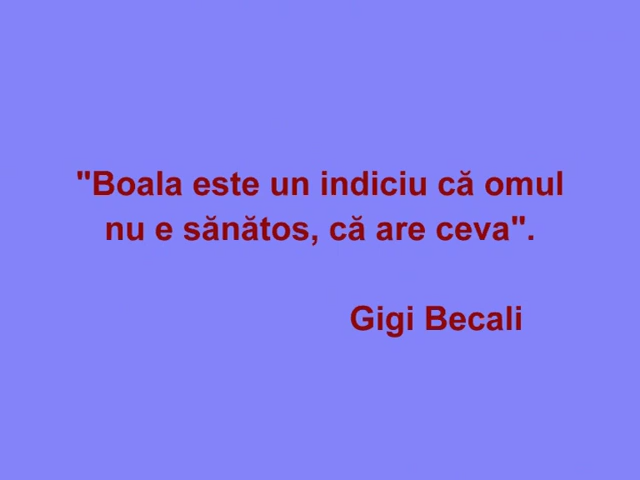 "Boala este un indiciu că omul
nu e sănătos, că are ceva".
Gigi Becali